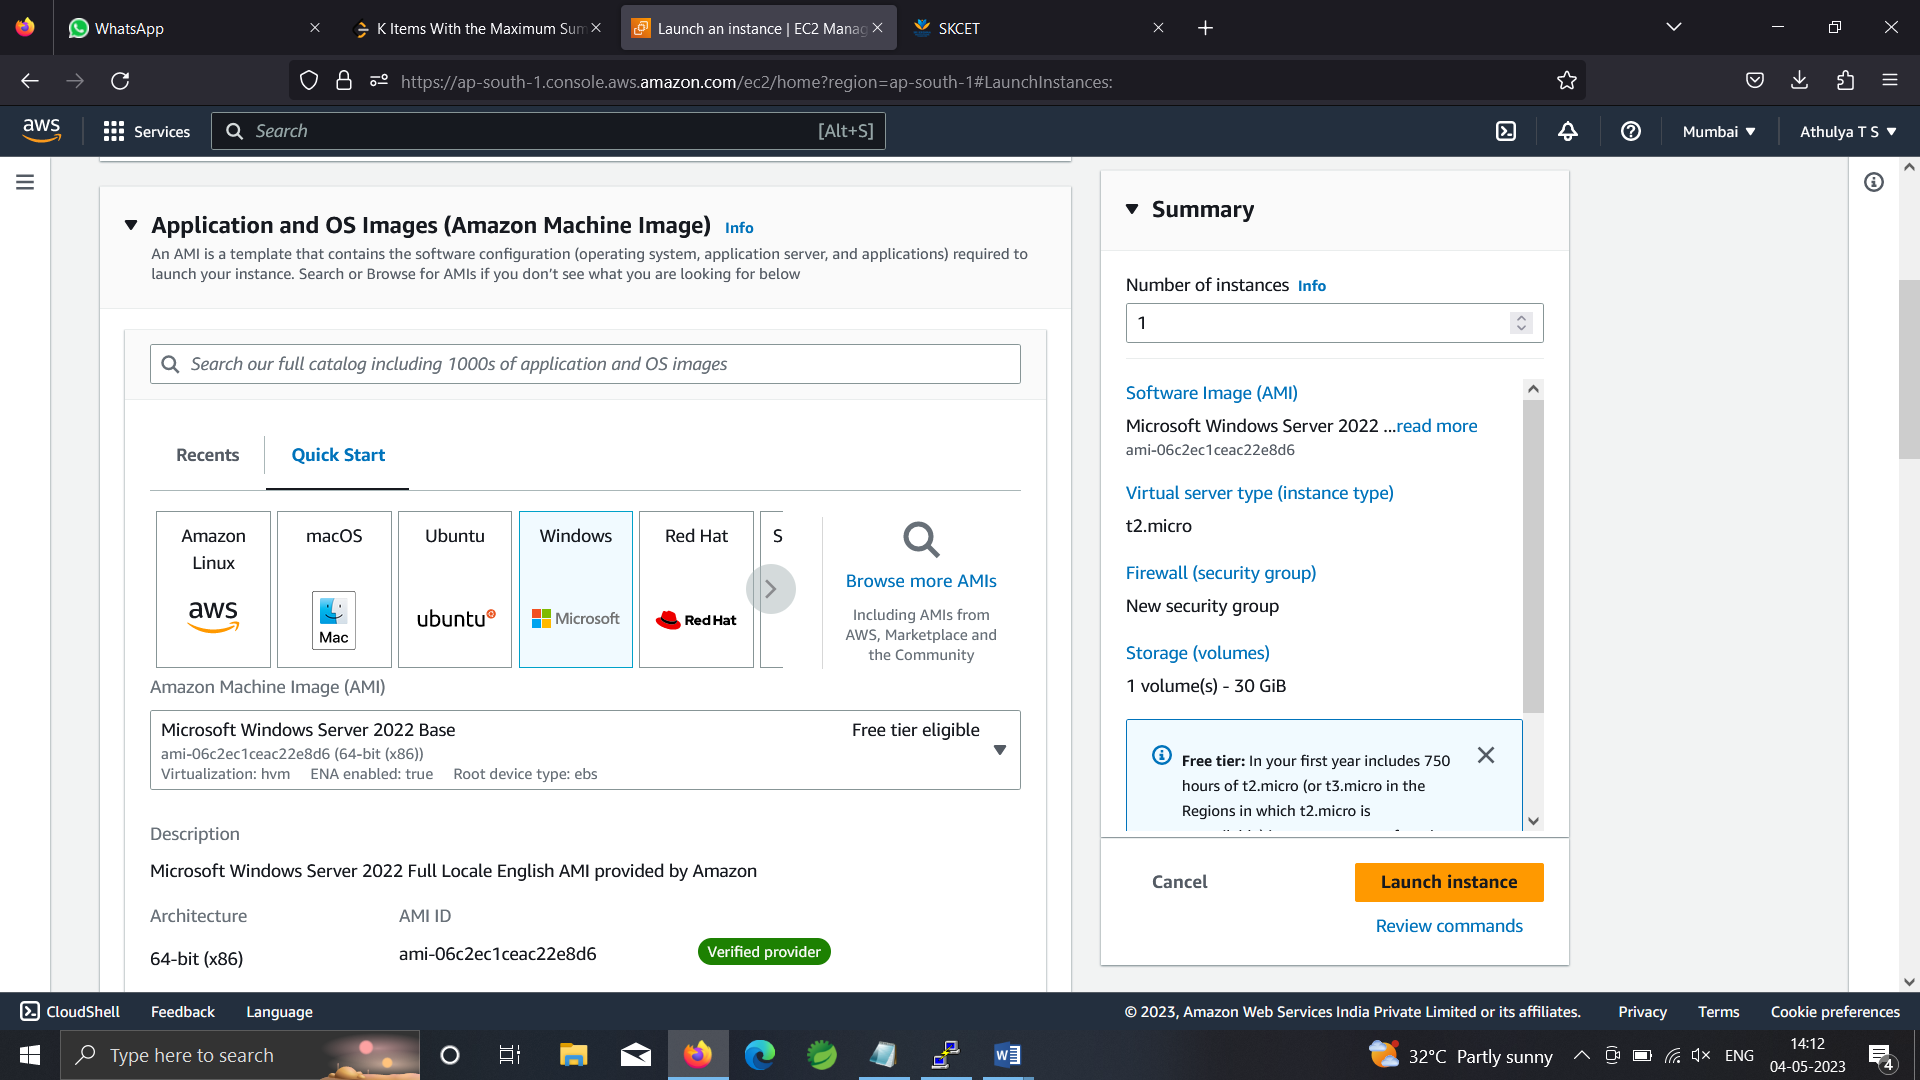 WhatsApp
K Items With the Maximum Sum
Launch an instance | EC2 Manag
SKCET
https://ap-south-1.console.aws.amazon.com/ec2/home?region=ap-south-1#LaunchInstances:
aws
Services
Search
[Alt+S]
Mumbai
Athulya T S
Application and OS Images (Amazon Machine Image) Info
An AMI is a template that contains the software configuration (operating system, application server, and applications) required to
launch your instance. Search or Browse for AMIs if you don't see what you are looking for below
Search our full catalog including 1000s of application and OS images
Recents
Quick Start
Amazon
Linux
aws
macOS
Mac
Ubuntu
ubuntu
Windows
Microsoft
Red Hat
Red Hat
S
Browse more AMIs
Including AMIs from
AWS, Marketplace and
the Community
Amazon Machine Image (AMI)
Microsoft Windows Server 2022 Base
Free tier eligible
ami-06c2ec1ceac22e8d6 (64-bit (x86))
Virtualization: hvm ENA enabled: true Root device type: ebs
Description
Microsoft Windows Server 2022 Full Locale English AMI provided by Amazon
Architecture
AMI ID
64-bit (x86)
ami-06c2ec1ceac22e8d6
Verified provider
Summary
Number of instances Info
1
Software Image (AMI)
Microsoft Windows Server 2022 ...read more
ami-06c2ec1ceac22e8d6
Virtual server type (instance type)
t2.micro
Firewall (security group)
New security group
Storage (volumes)
1 volume(s) - 30 GiB
Free tier: In your first year includes 750
hours of t2.micro (or t3.micro in the
Regions in which t2.micro is
Cancel
Launch instance
Review commands
CloudShell
Feedback
Language
© 2023, Amazon Web Services India Private Limited or its affiliates.
Privacy
Terms
Cookie preferences
Type here to search
32°C Partly sunny
ENG
14:12
04-05-2023
4